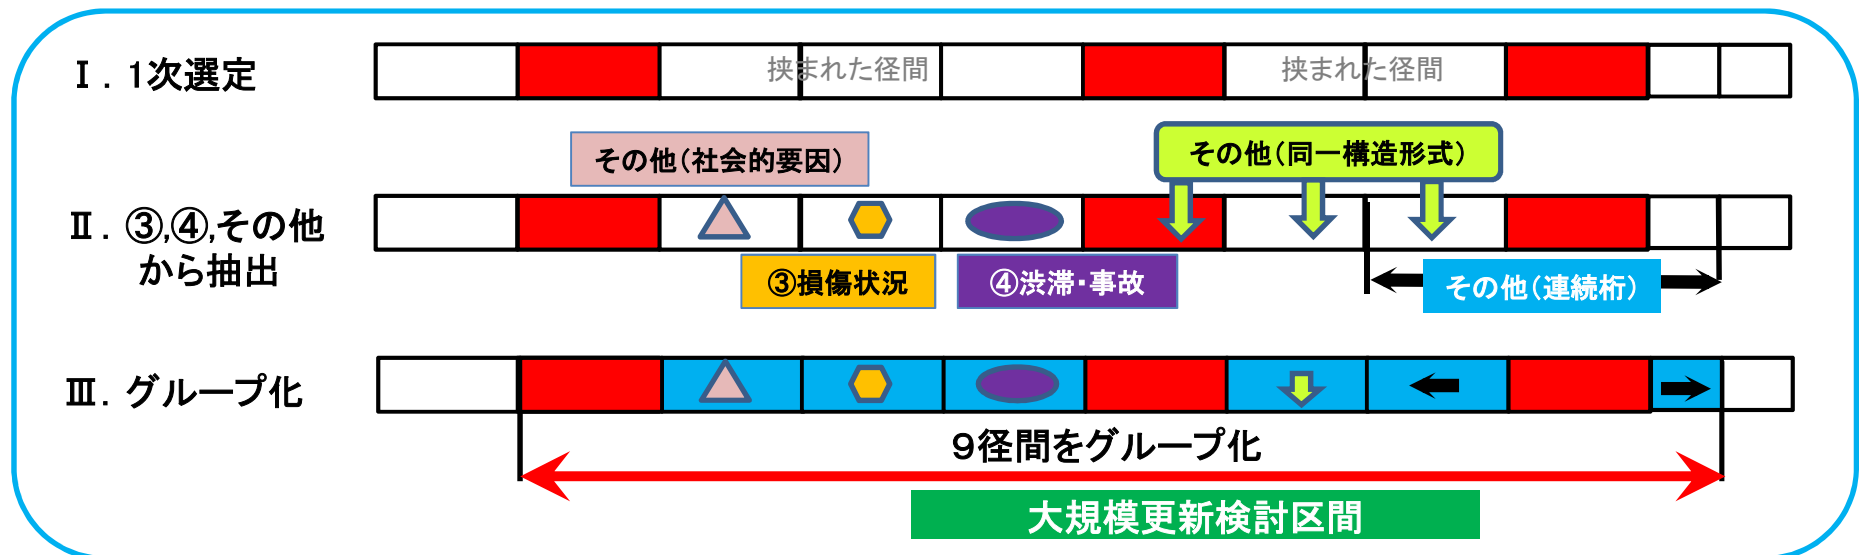 Ⅰ．1次選定
挟まれた径間
挟まれた径間
その他（社会的要因）
その他（同一構造形式）
Ⅱ．③,④,その他
から抽出
③損傷状況
④渋滞・事故
その他（連続桁）
Ⅲ．グループ化
９径間をグループ化
大規模更新検討区間